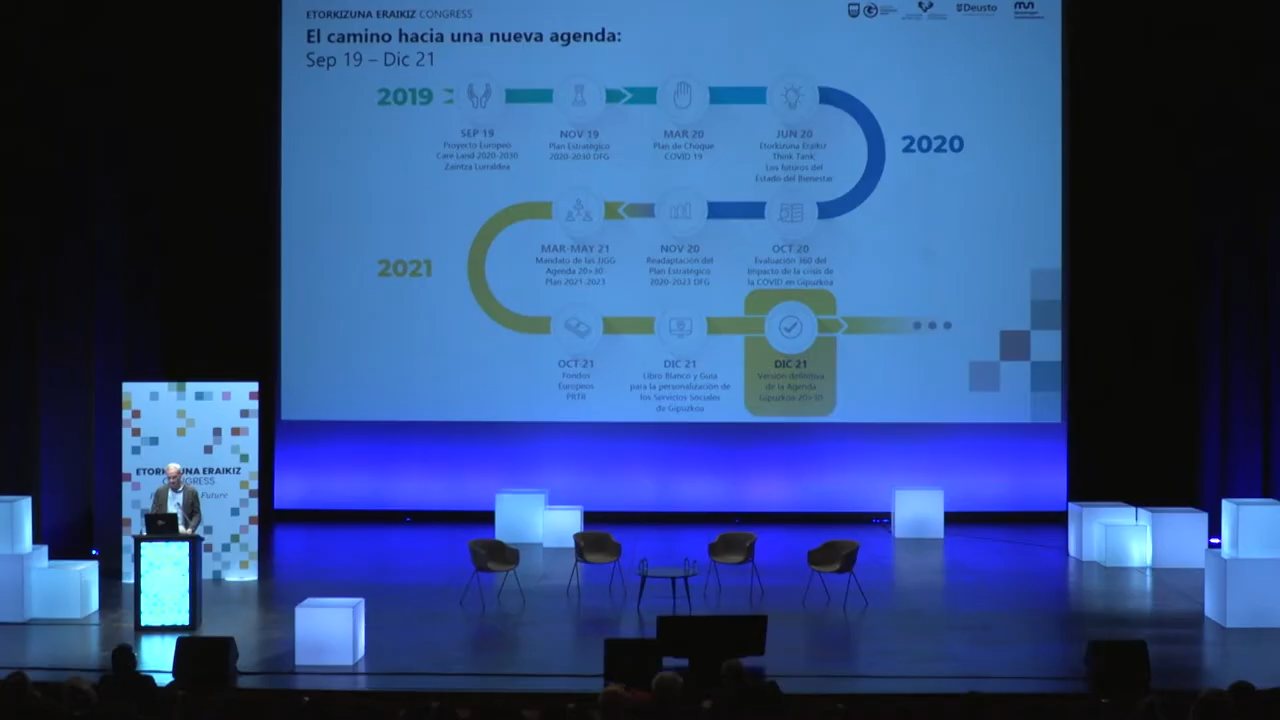 ETORKIZUNA ERAIKIZ CONGRESS
Deusto
El camino hacia una nueva agenda:
Sep 19 – Dic 21
2019
SEP 19
Proyecto Europeo
Care Land 2020-2030
Zaintza Lurraldea
NOV 19
Plan Estratégico
2020-2030 DFG
MAR 20
Plan de Choque
COVID 19
JUN 20
Etorkizuna Eraikiz
Think Tank:
Los futuros del
Estado del Bienestar
2020
MAR-MAY 21
Mandato de las JJGG
Agenda 20>30
Plan 2021-2023
NOV 20
Readaptación del
Plan Estratégico
2020-2023 DFG
OCT 20
Evaluación 360 del
impacto de la crisis de
la COVID en Gipuzkoa
2021
OCT 21
Fondos
Europeos
PRTR
DIC 21
Libro Blanco y Guía
para la personalización de
los Servicios Sociales
de Gipuzkoa
DIC 21
Versión definitiva
de la Agenda
Gipuzkoa 20>30
ETORKIZUNA ERAIKIZ
Future